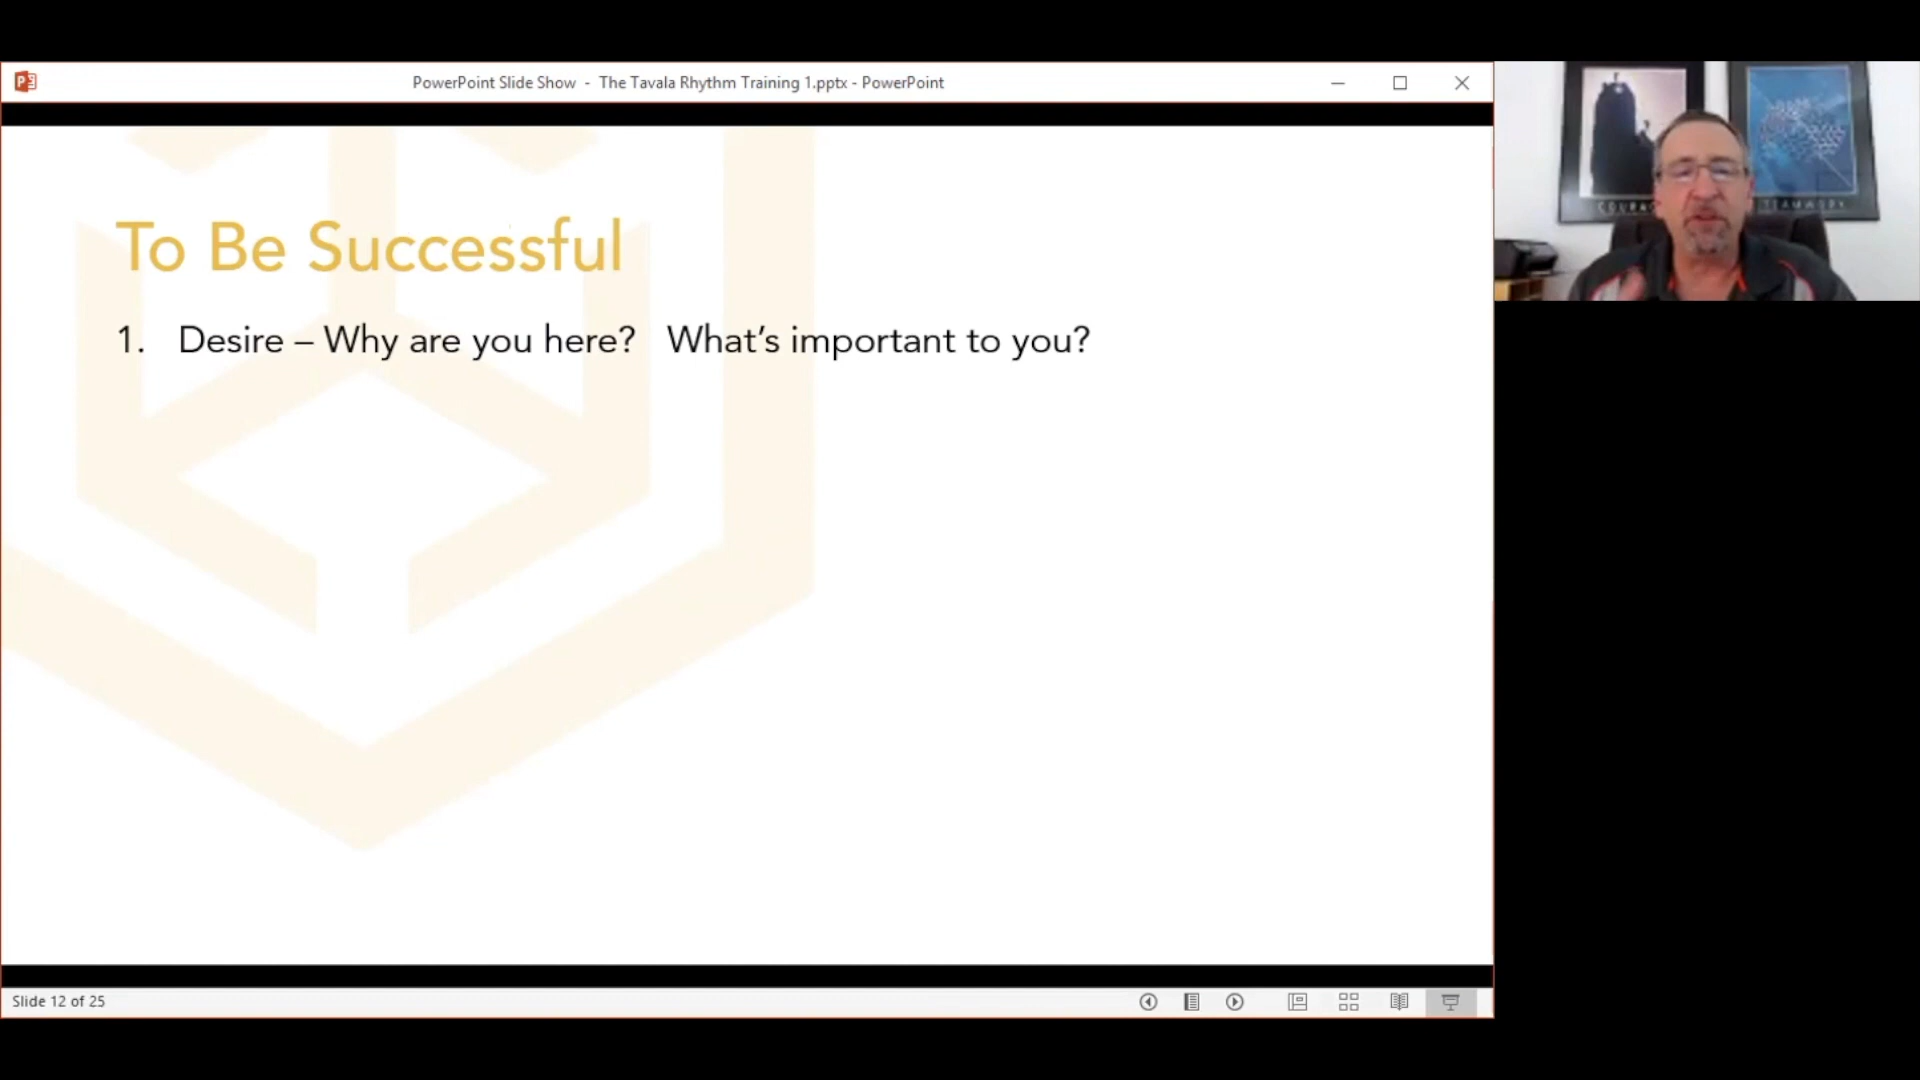 PowerPoint Slide Show - The Tavala Rhythm Training 1.pptx - PowerPoint
To Be Successful
1. Desire – Why are you here? What's important to you?
TEAMWORK
Slide 12 of 25